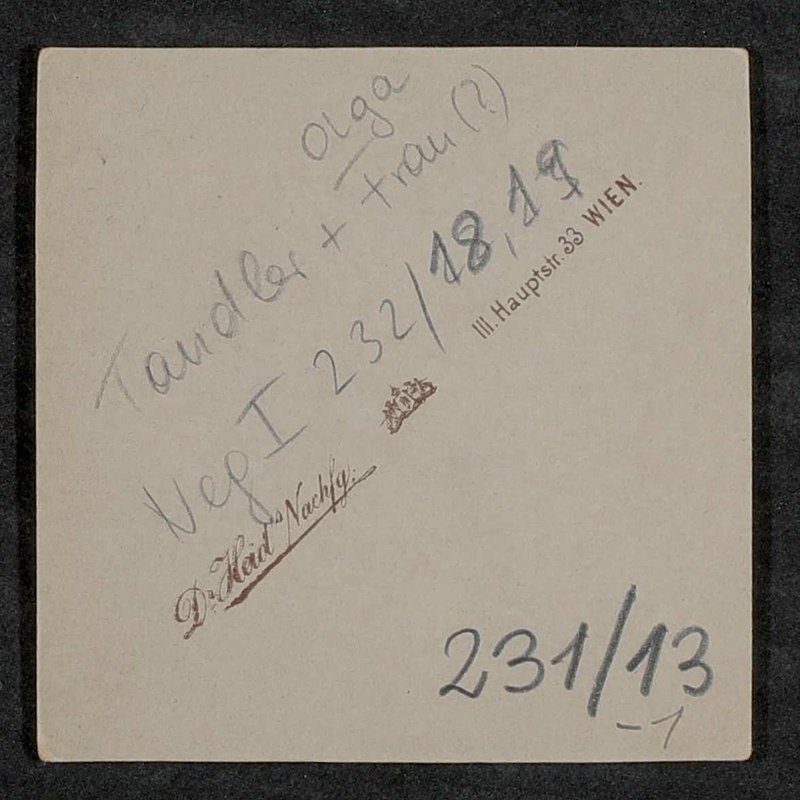 Olga
Tandler + Frau (?)
Neg I 232/18, 19
Dr. Heid's Nachfg.
III. Hauptstr. 33 WIEN.
231/13
-1